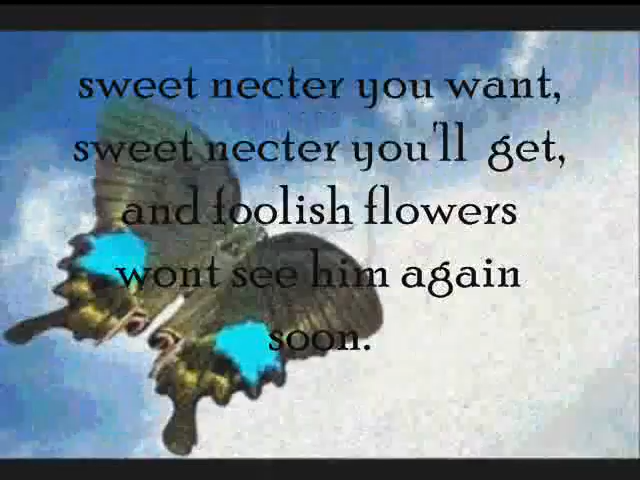 sweet necter you want,
sweet necter you'll get,
and foolish flowers
wont see him again
soon.